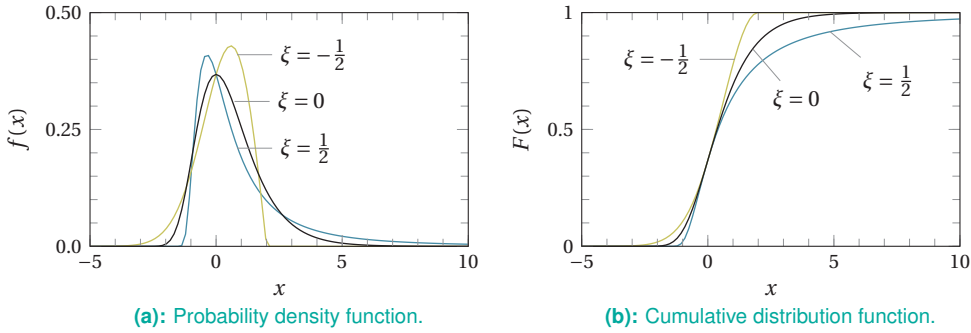 0.50
0.25
0.0
f(x)
ξ = −1/2
ξ = 0
ξ = 1/2
−5
0
5
10
x
(a): Probability density function.
1
0.5
0
F(x)
ξ = −1/2
ξ = 0
ξ = 1/2
−5
0
5
10
x
(b): Cumulative distribution function.